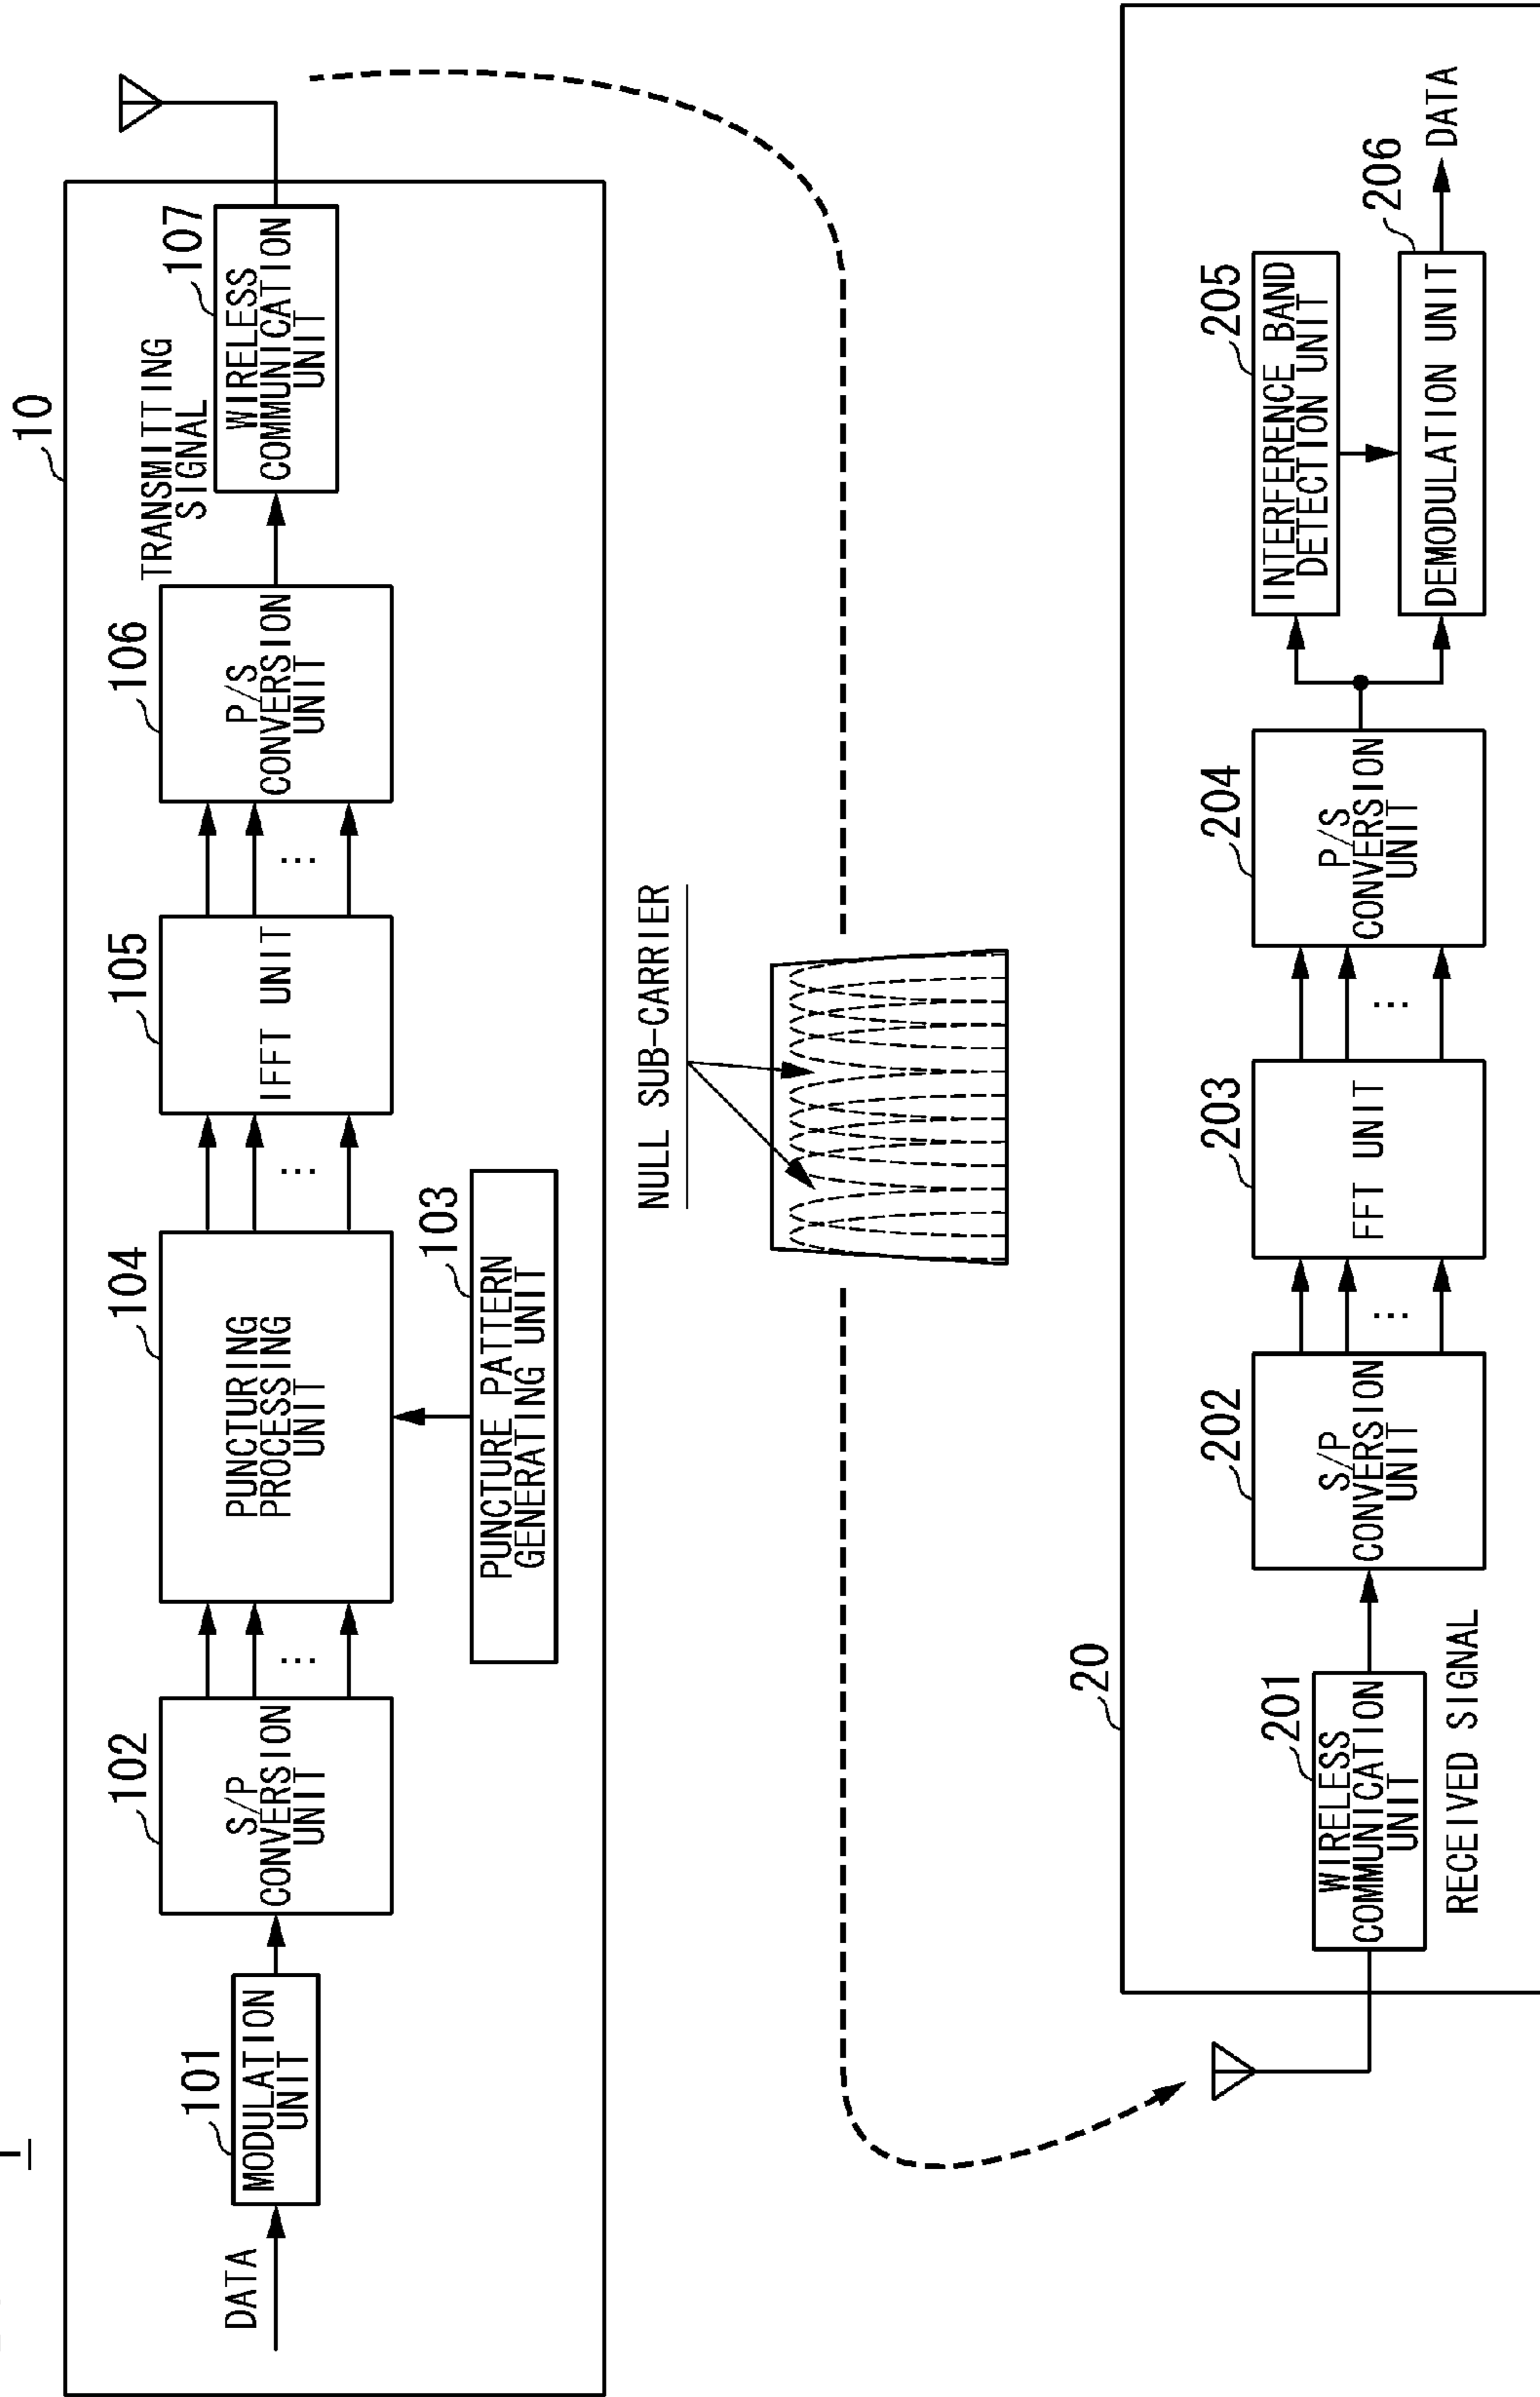 1
10
DATA
101
MODULATION
UNIT
102
S/P
CONVERSION
UNIT
104
PUNCTURING
PROCESSING
UNIT
103
PUNCTURE PATTERN
GENERATING UNIT
105
IFFT UNIT
106
P/S
CONVERSION
UNIT
TRANSMITTING
SIGNAL
107
WIRELESS
COMMUNICATION
UNIT
NULL SUB-CARRIER
20
201
WIRELESS
COMMUNICATION
UNIT
RECEIVED SIGNAL
202
S/P
CONVERSION
UNIT
203
FFT UNIT
204
P/S
CONVERSION
UNIT
205
INTERFERENCE BAND
DETECTION UNIT
206
DEMODULATION UNIT
DATA